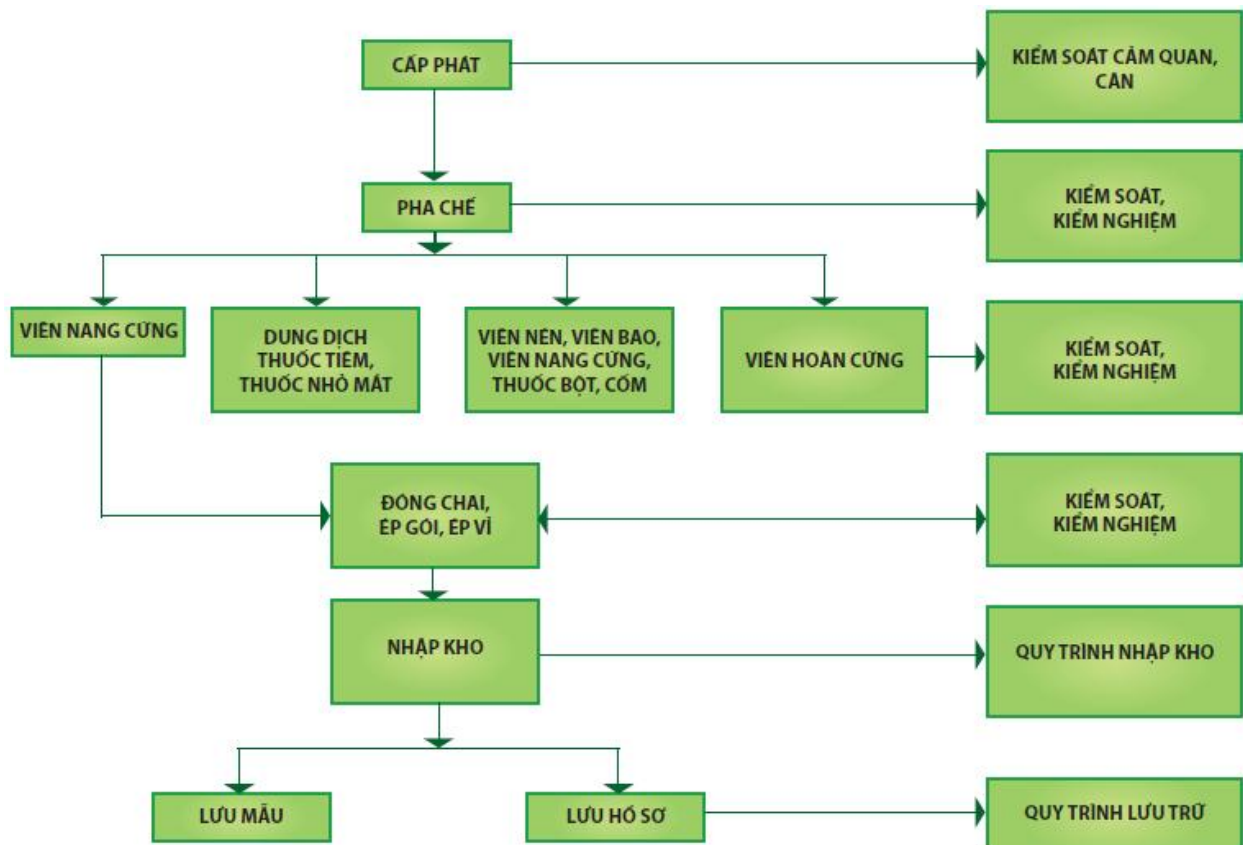 CẤP PHÁT
KIỂM SOÁT CẢM QUAN,
CÂN
PHA CHẾ
KIỂM SOÁT,
KIỂM NGHIỆM
VIÊN NANG CỨNG
DUNG DỊCH
THUỐC TIÊM,
THUỐC NHỎ MẮT
VIÊN NÉN, VIÊN BAO,
VIÊN NANG CỨNG,
THUỐC BỘT, CỐM
VIÊN HOÀN CỨNG
KIỂM SOÁT,
KIỂM NGHIỆM
ĐÓNG CHAI,
ÉP GÓI, ÉP VỈ
KIỂM SOÁT,
KIỂM NGHIỆM
NHẬP KHO
QUY TRÌNH NHẬP KHO
LƯU MẪU
LƯU HỒ SƠ
QUY TRÌNH LƯU TRỮ